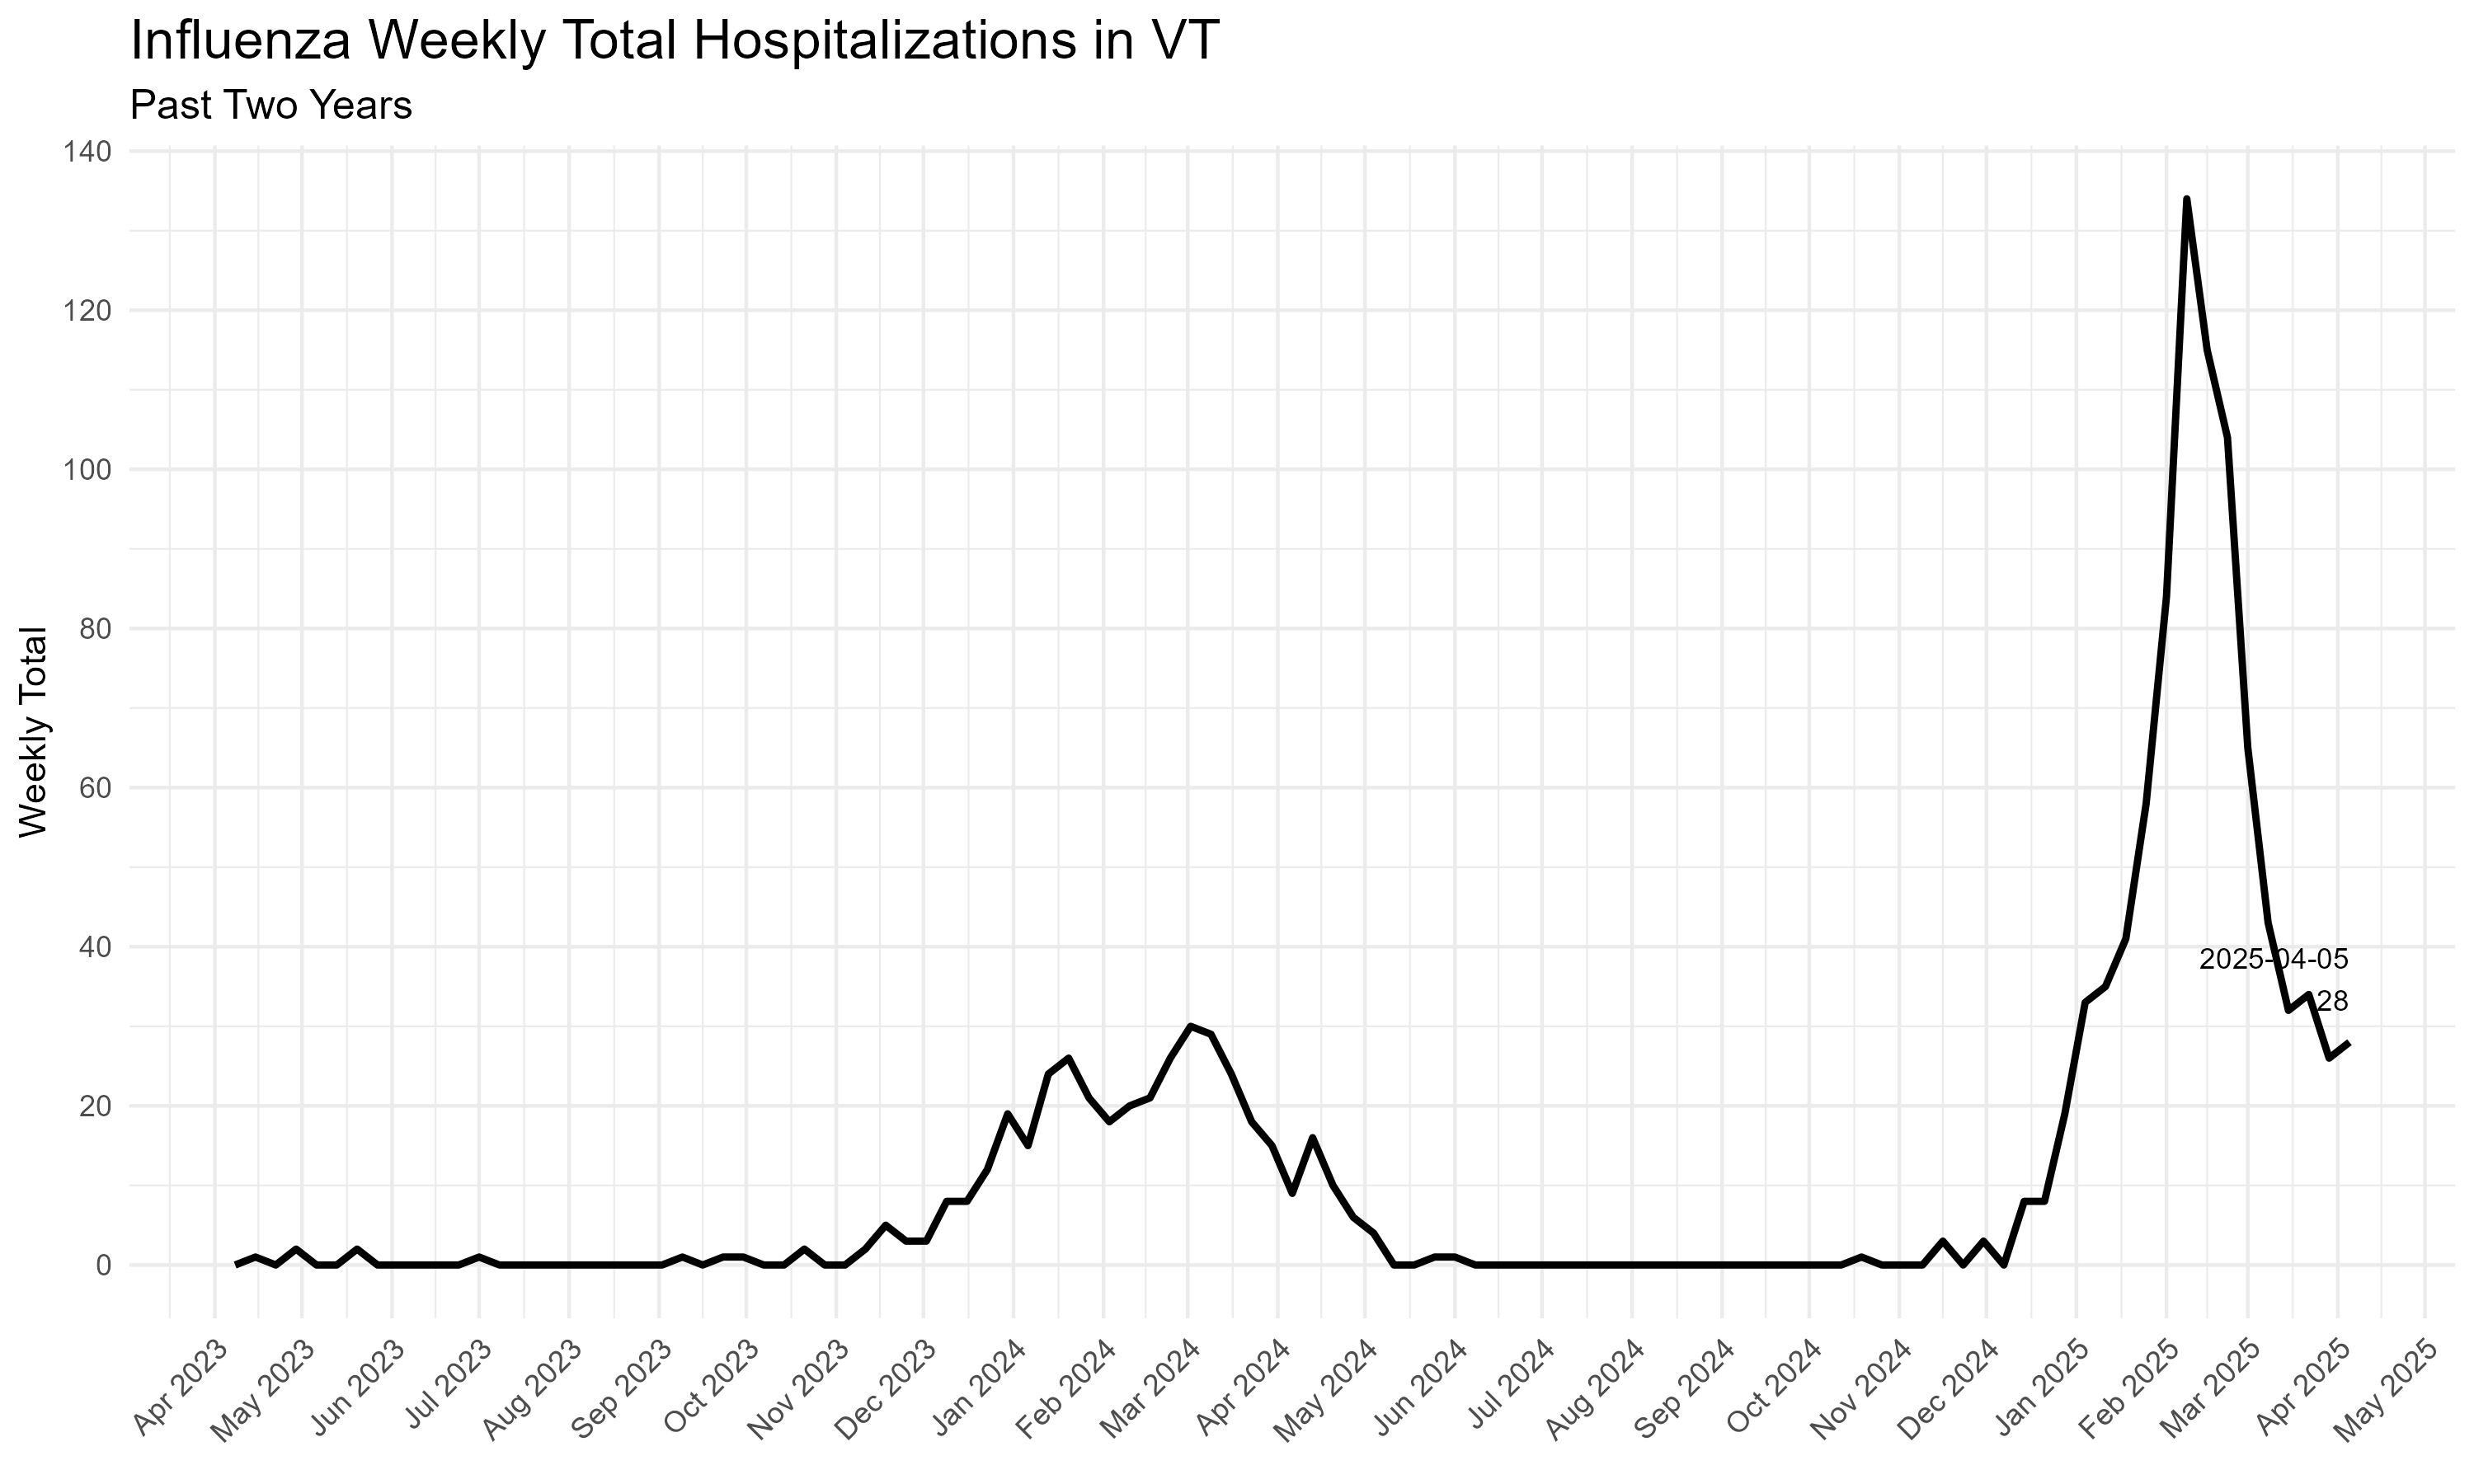 Influenza Weekly Total Hospitalizations in VT
Past Two Years
Weekly Total
140
120
100
80
60
40
20
0
2025-04-05
28
Apr 2023
May 2023
Jun 2023
Jul 2023
Aug 2023
Sep 2023
Oct 2023
Nov 2023
Dec 2023
Jan 2024
Feb 2024
Mar 2024
Apr 2024
May 2024
Jun 2024
Jul 2024
Aug 2024
Sep 2024
Oct 2024
Nov 2024
Dec 2024
Jan 2025
Feb 2025
Mar 2025
Apr 2025
May 2025